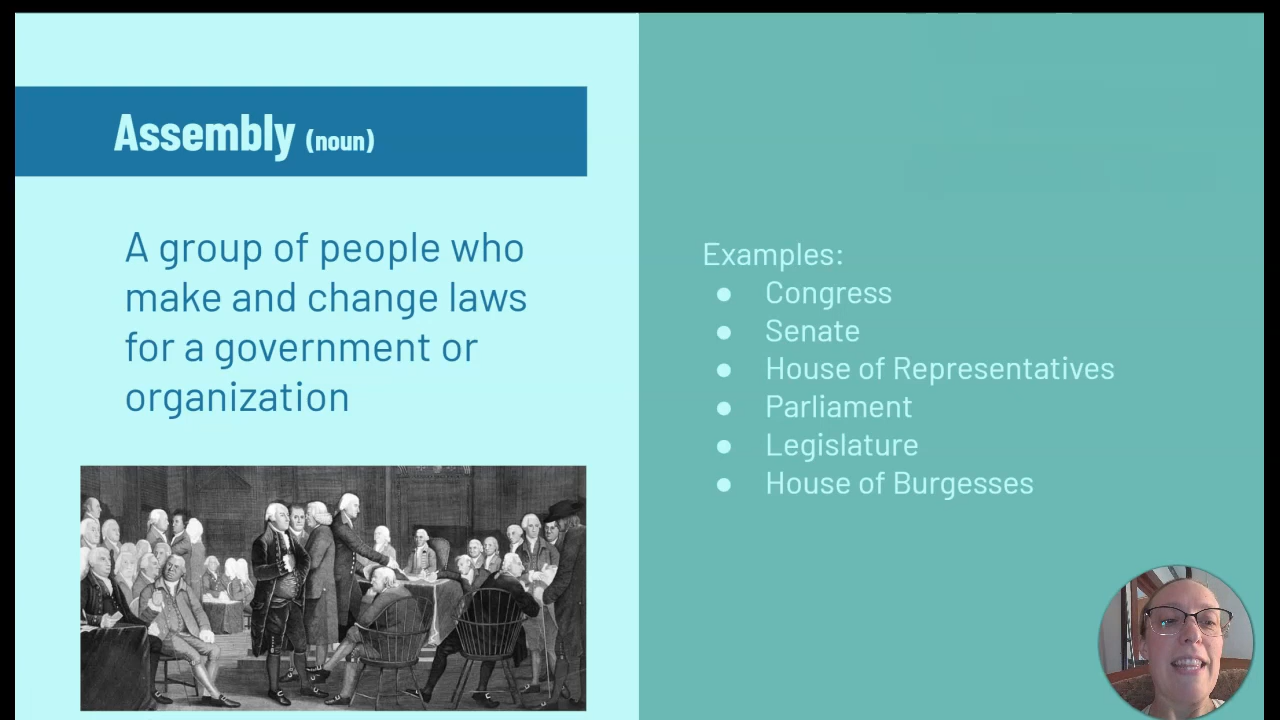 Assembly (noun)
A group of people who
make and change laws
for a government or
organization
Examples:
● Congress
● Senate
● House of Representatives
● Parliament
● Legislature
● House of Burgesses